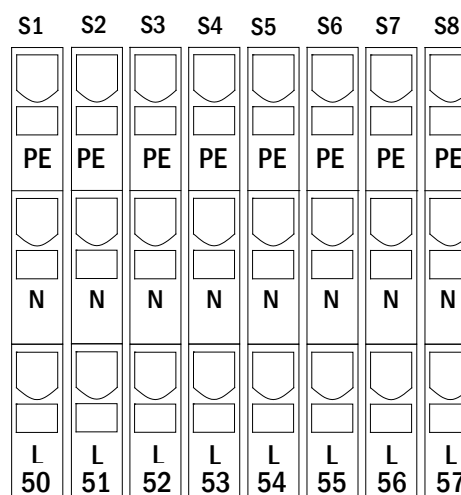 S1 S2 S3 S4 S5 S6 S7 S8
PE PE PE PE PE PE PE PE
N N N N N N N N
L L L L L L L L
50 51 52 53 54 55 56 57